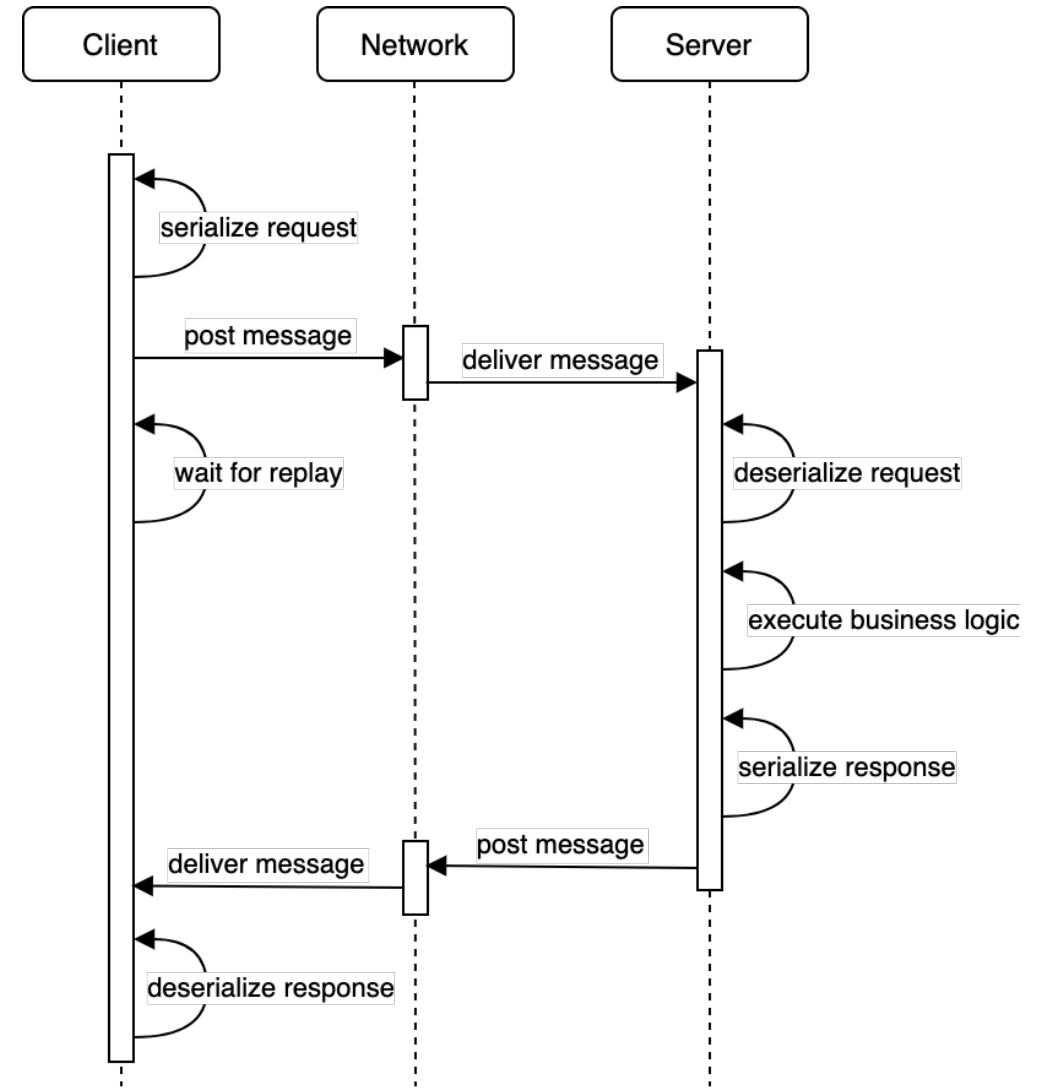 Client
Network
Server
serialize request
post message
deliver message
wait for replay
deserialize request
execute business logic
serialize response
post message
deliver message
deserialize response